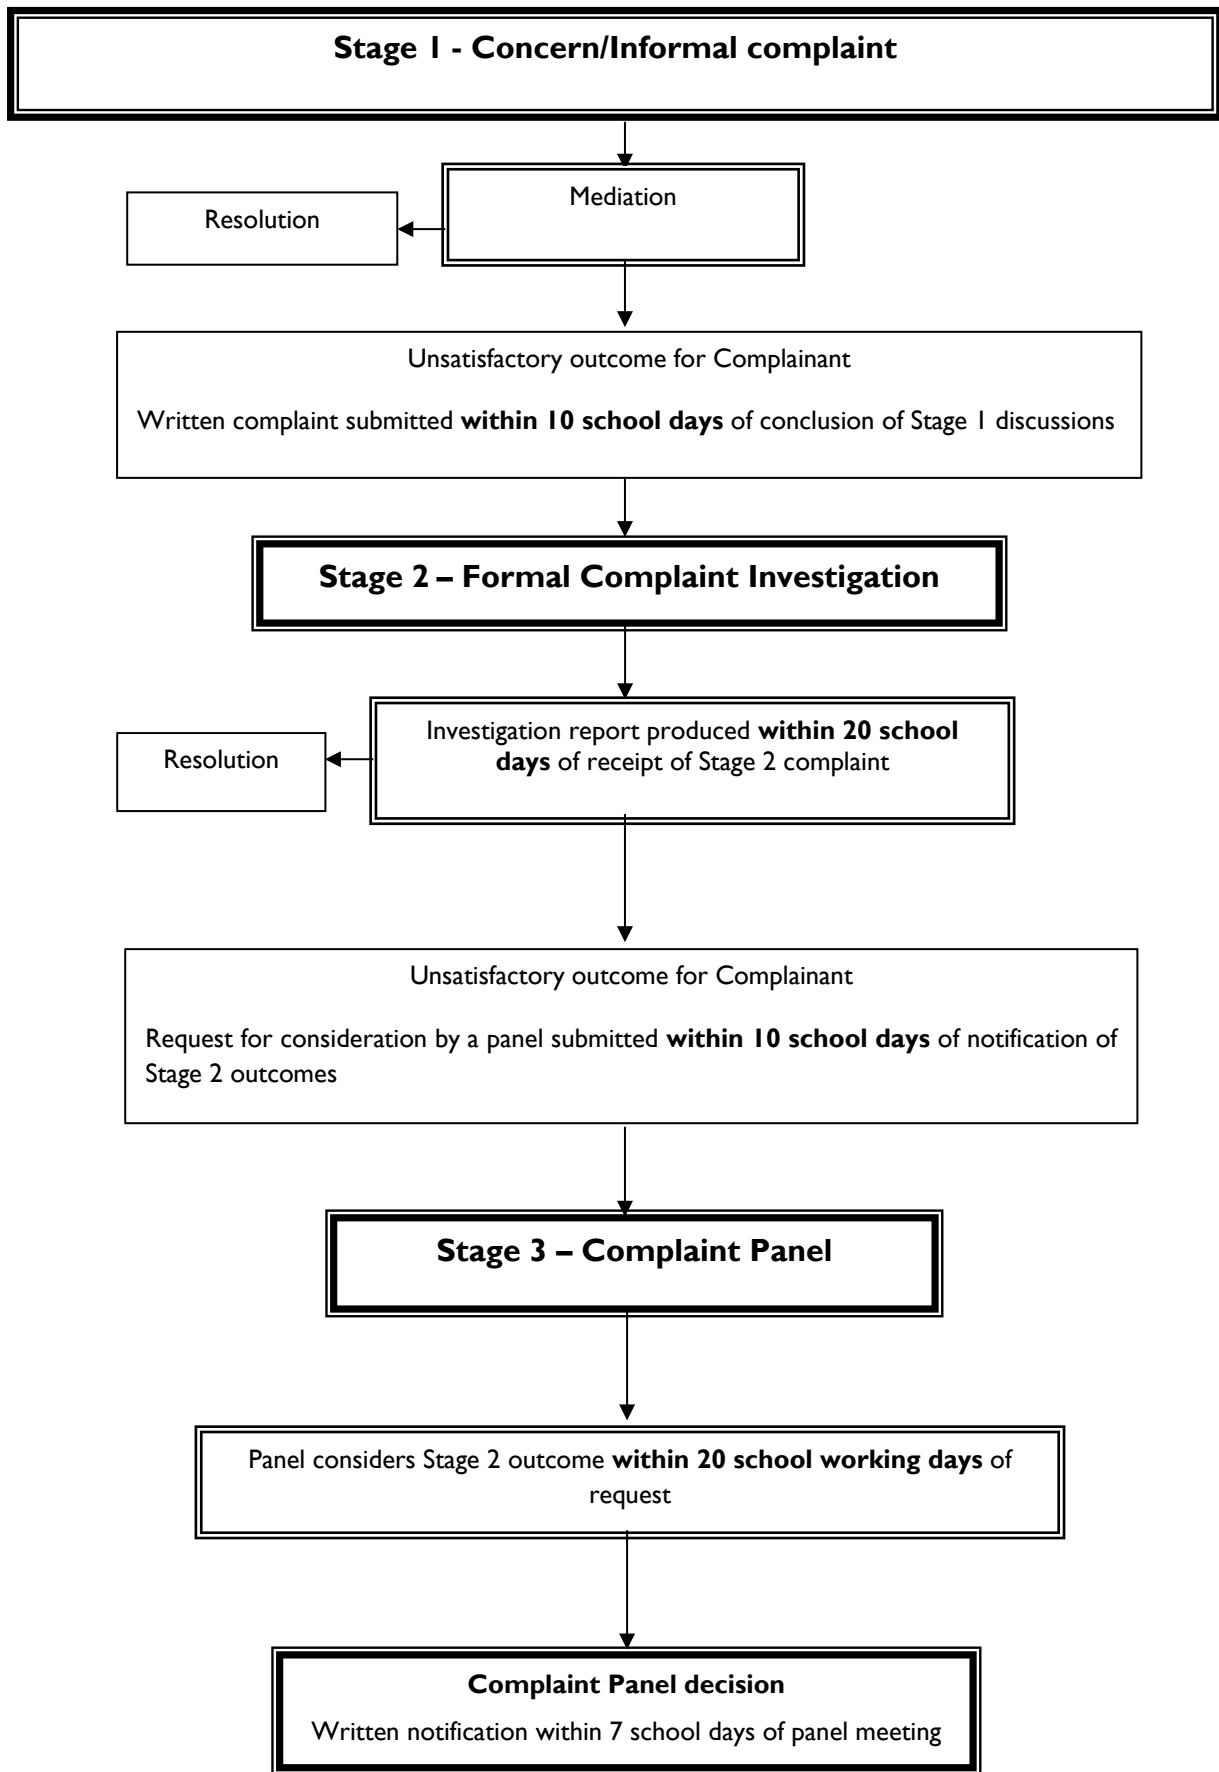 Stage 1 - Concern/Informal complaint
Mediation
Resolution
Unsatisfactory outcome for Complainant
Written complaint submitted within 10 school days of conclusion of Stage 1 discussions
Stage 2 – Formal Complaint Investigation
Investigation report produced within 20 school
days of receipt of Stage 2 complaint
Resolution
Unsatisfactory outcome for Complainant
Request for consideration by a panel submitted within 10 school days of notification of
Stage 2 outcomes
Stage 3 – Complaint Panel
Panel considers Stage 2 outcome within 20 school working days of
request
Complaint Panel decision
Written notification within 7 school days of panel meeting